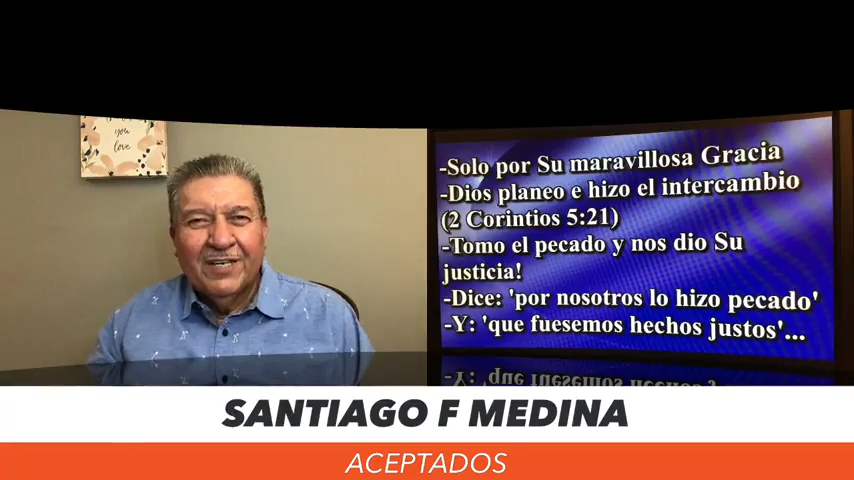 you
love
-Solo por Su maravillosa Gracia
-Dios planeo e hizo el intercambio
(2 Corintios 5:21)
-Tomo el pecado y nos dio Su
justicia!
-Dice: 'por nosotros lo hizo pecado'
-Y: 'que fuesemos hechos justos'...
SANTIAGO F MEDINA
ACEPTADOS